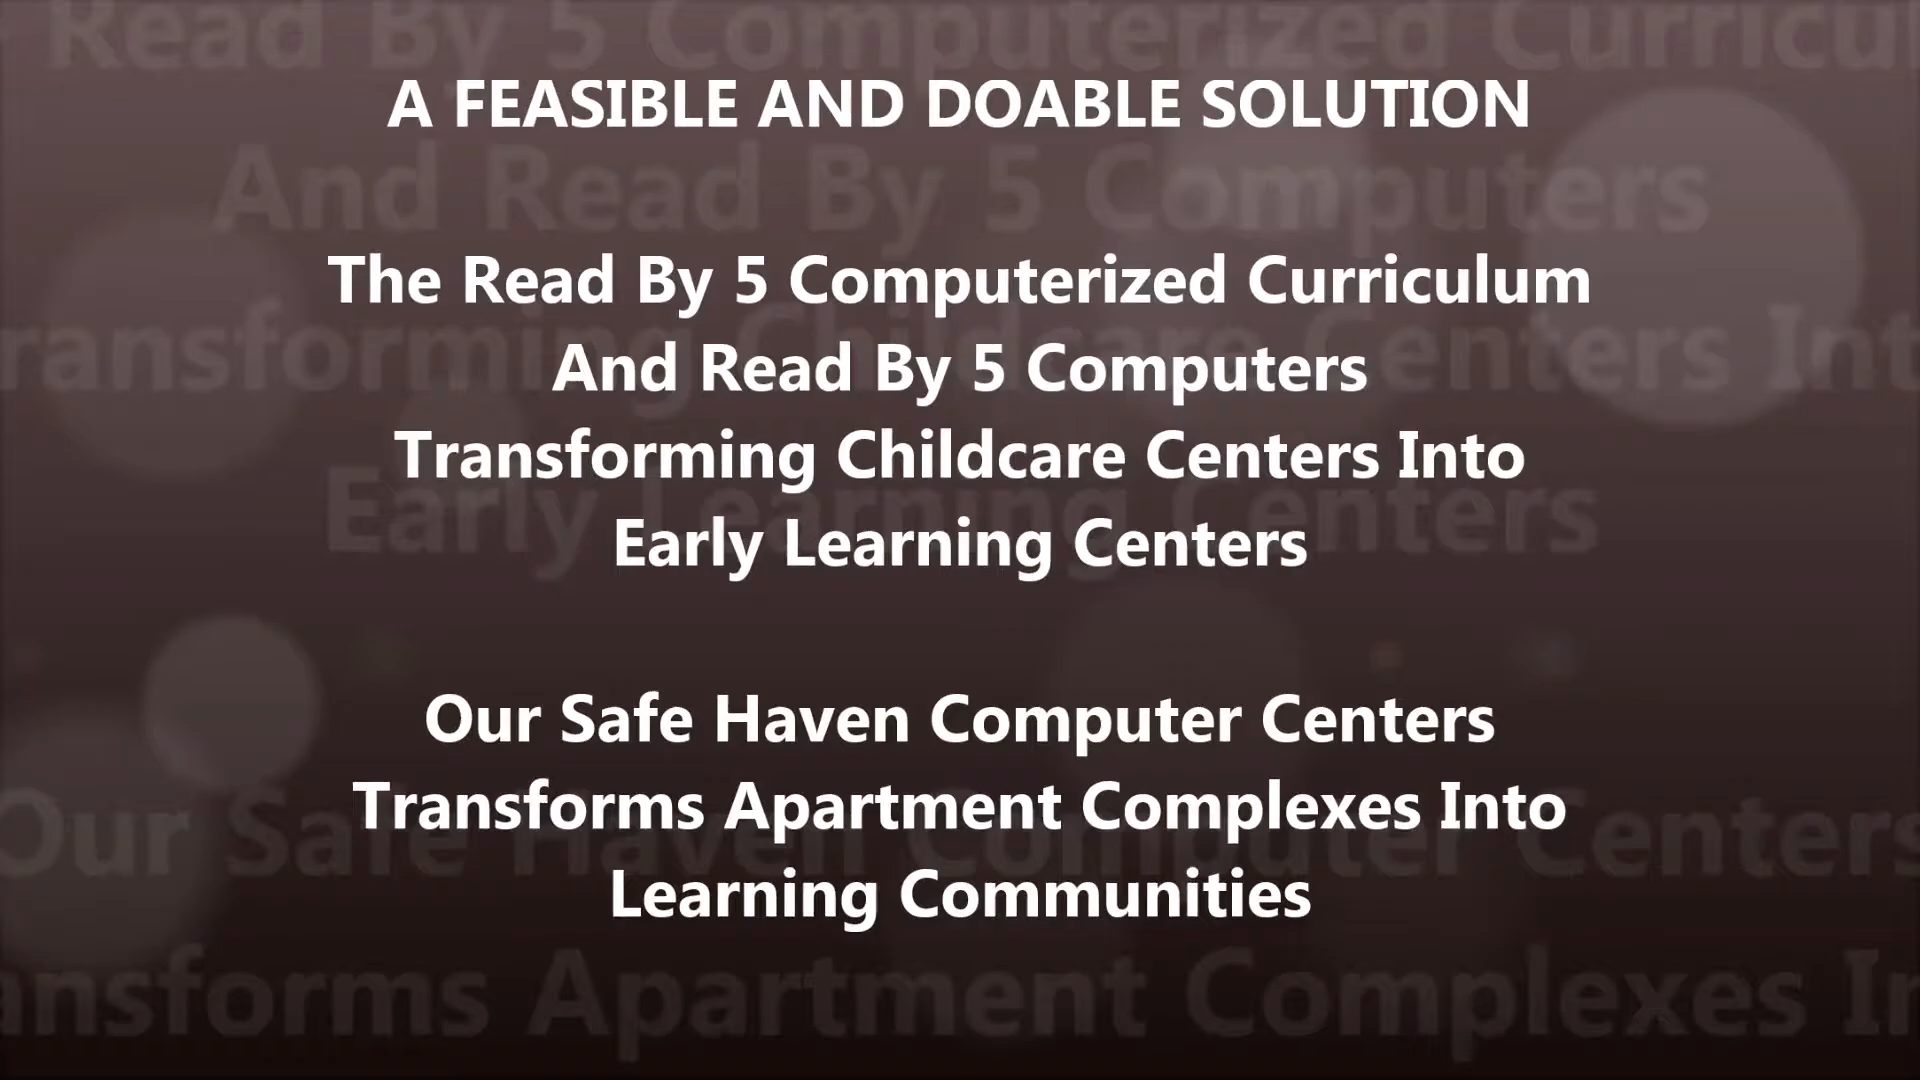 A FEASIBLE AND DOABLE SOLUTION
The Read By 5 Computerized Curriculum
And Read By 5 Computers
Transforming Childcare Centers Into
Early Learning Centers
Our Safe Haven Computer Centers
Transforms Apartment Complexes Into
Learning Communities